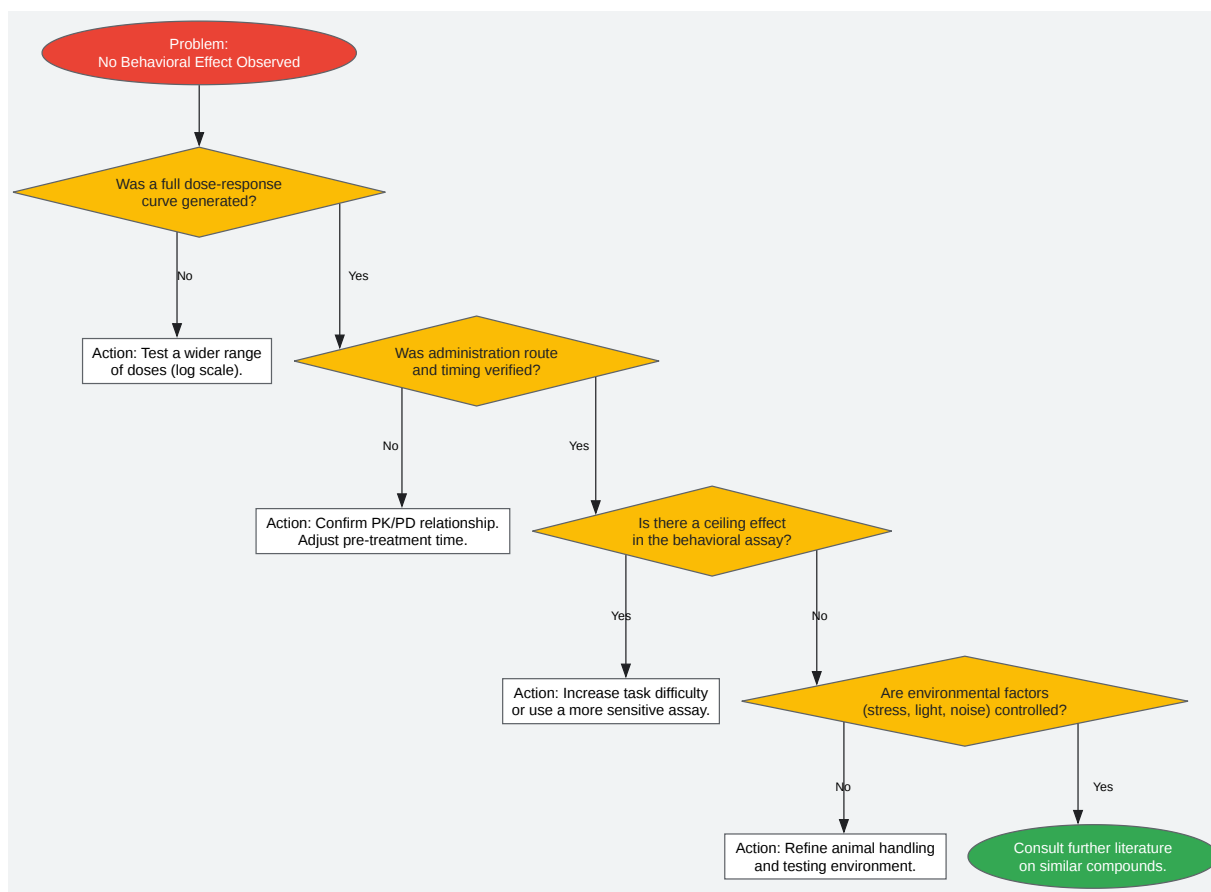 Problem:
No Behavioral Effect Observed
Was a full dose-response
curve generated?
No
Yes
Action: Test a wider range
of doses (log scale).
Was administration route
and timing verified?
No
Yes
Action: Confirm PK/PD relationship.
Adjust pre-treatment time.
Is there a ceiling effect
in the behavioral assay?
Yes
No
Action: Increase task difficulty
or use a more sensitive assay.
Are environmental factors
(stress, light, noise) controlled?
No
Yes
Action: Refine animal handling
and testing environment.
Consult further literature
on similar compounds.